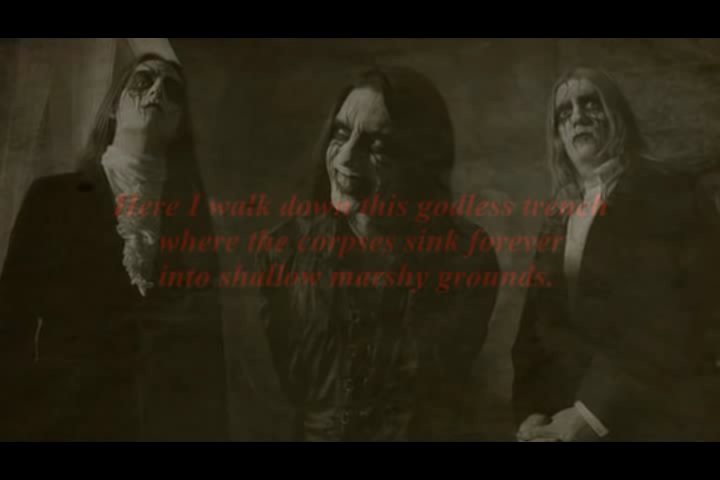 Here I walk down this godless trench
where the corpses sink forever
into shallow marshy grounds.